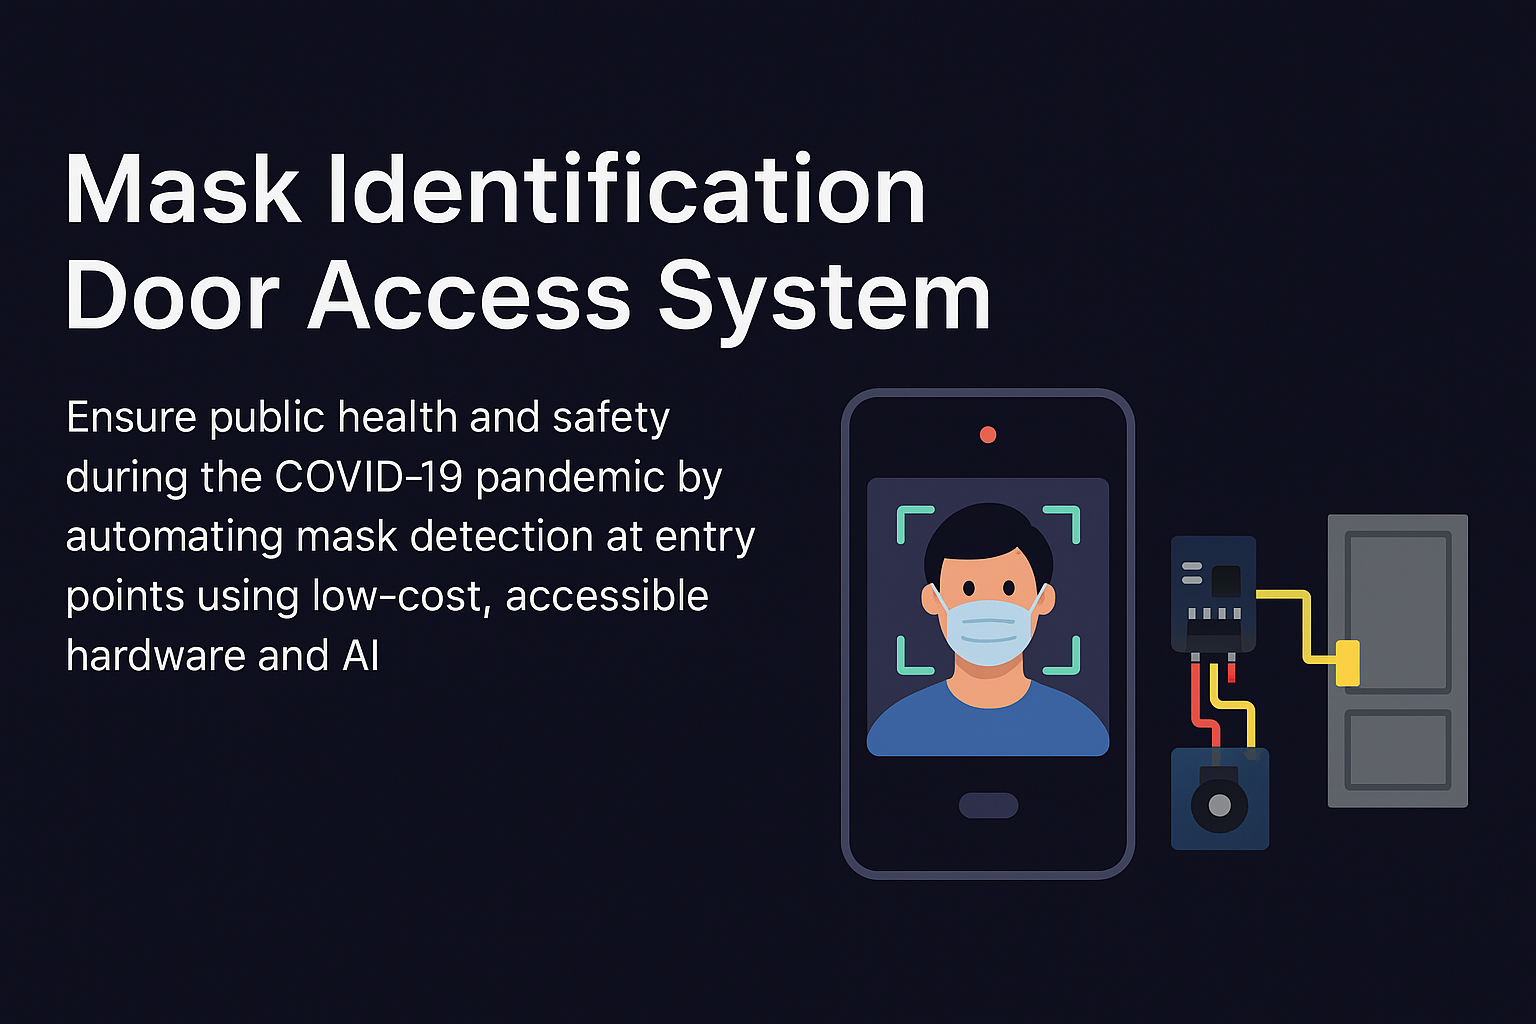 Mask Identification
Door Access System
Ensure public health and safety
during the COVID-19 pandemic by
automating mask detection at entry
points using low-cost, accessible
hardware and AI